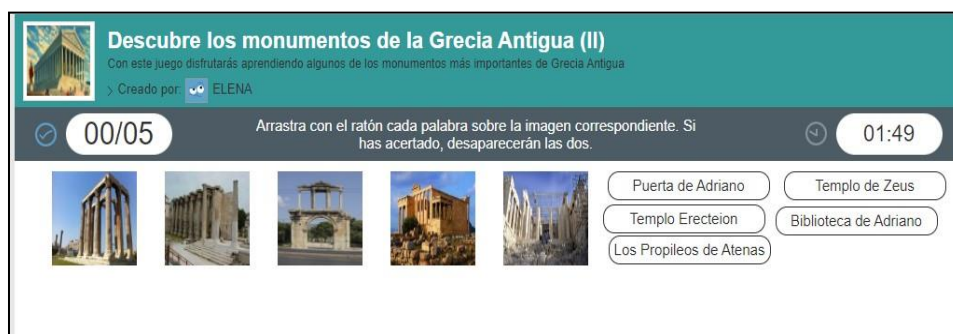 Descubre los monumentos de la Grecia Antigua (II)
Con este juego disfrutarás aprendiendo algunos de los monumentos más importantes de Grecia Antigua
> Creado por: ELENA
00/05
Arrastra con el ratón cada palabra sobre la imagen correspondiente. Si
has acertado, desaparecerán las dos.
01:49
Puerta de Adriano
Templo de Zeus
Templo Erecteion
Biblioteca de Adriano
Los Propileos de Atenas